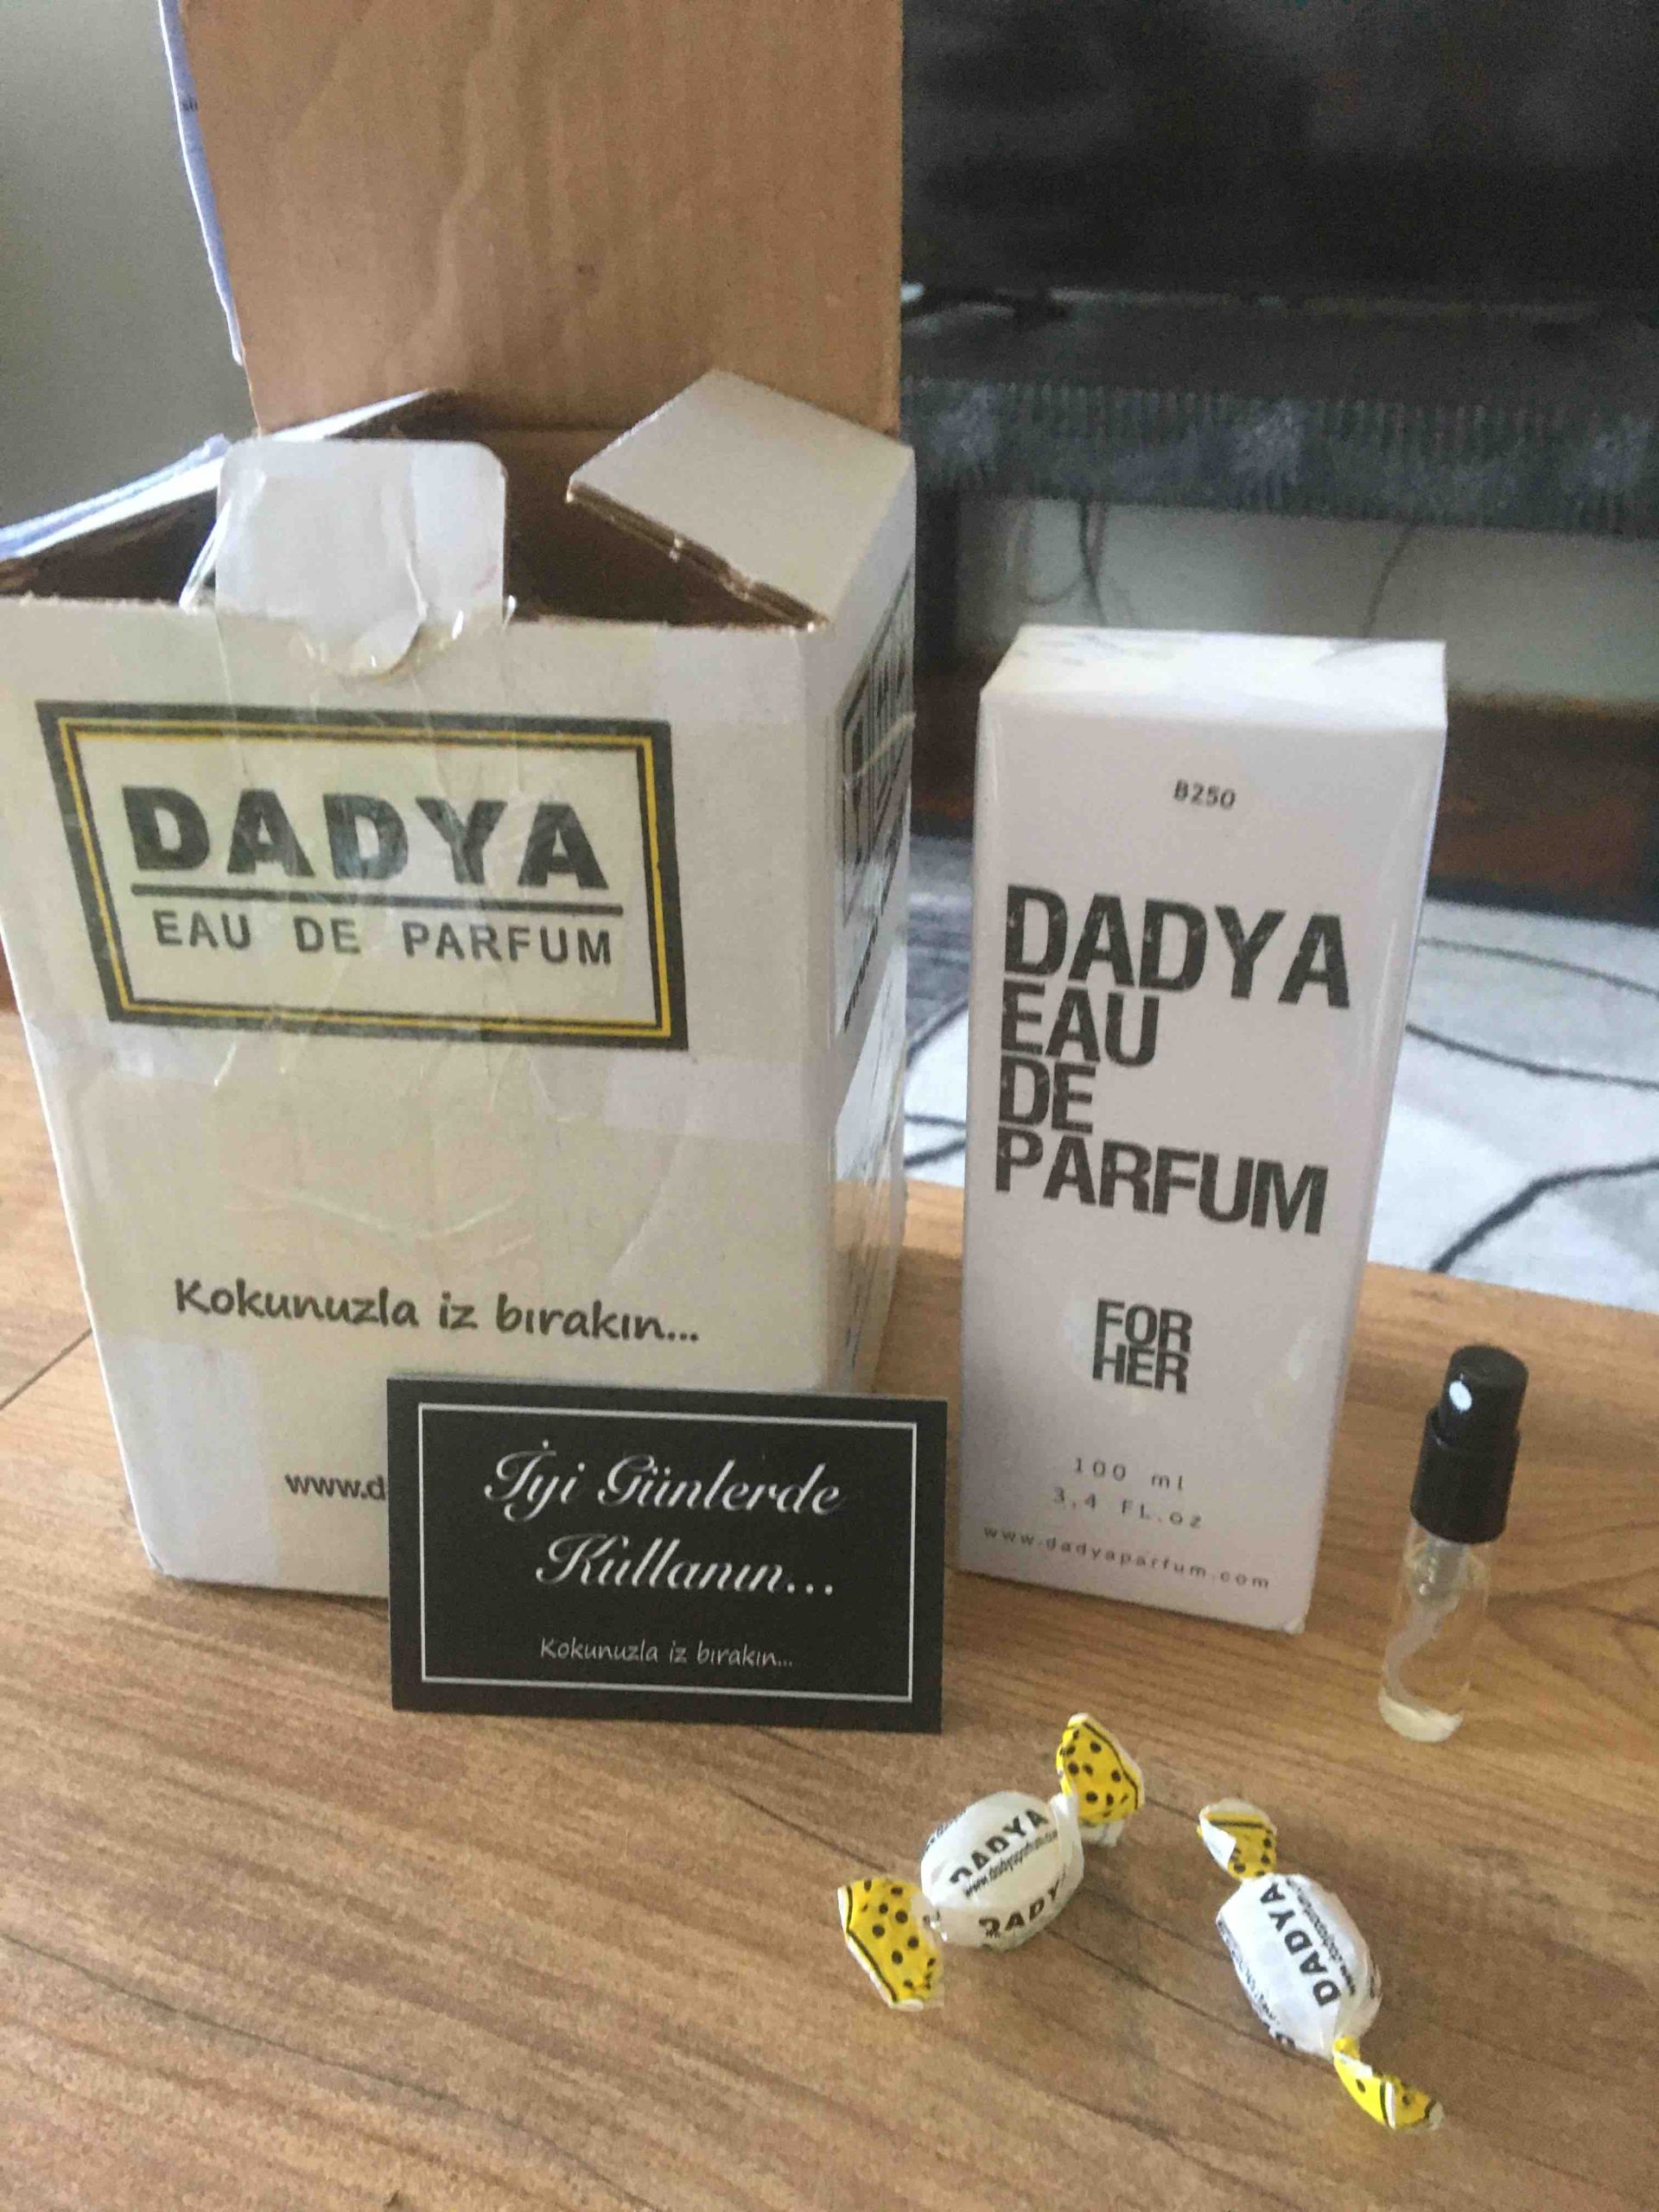 DADYA
EAU DE PARFUM
Kokunuzla iz bırakın...
İyi Günlerde
Kullanın...
Kokunuzla iz bırakın...
B250
DADYA
EAU
DE
PARFUM
FOR
HER
100 ml
3,4 FL.oz
www.dadyaparfum.com
DADYA
DADYA
DADYA